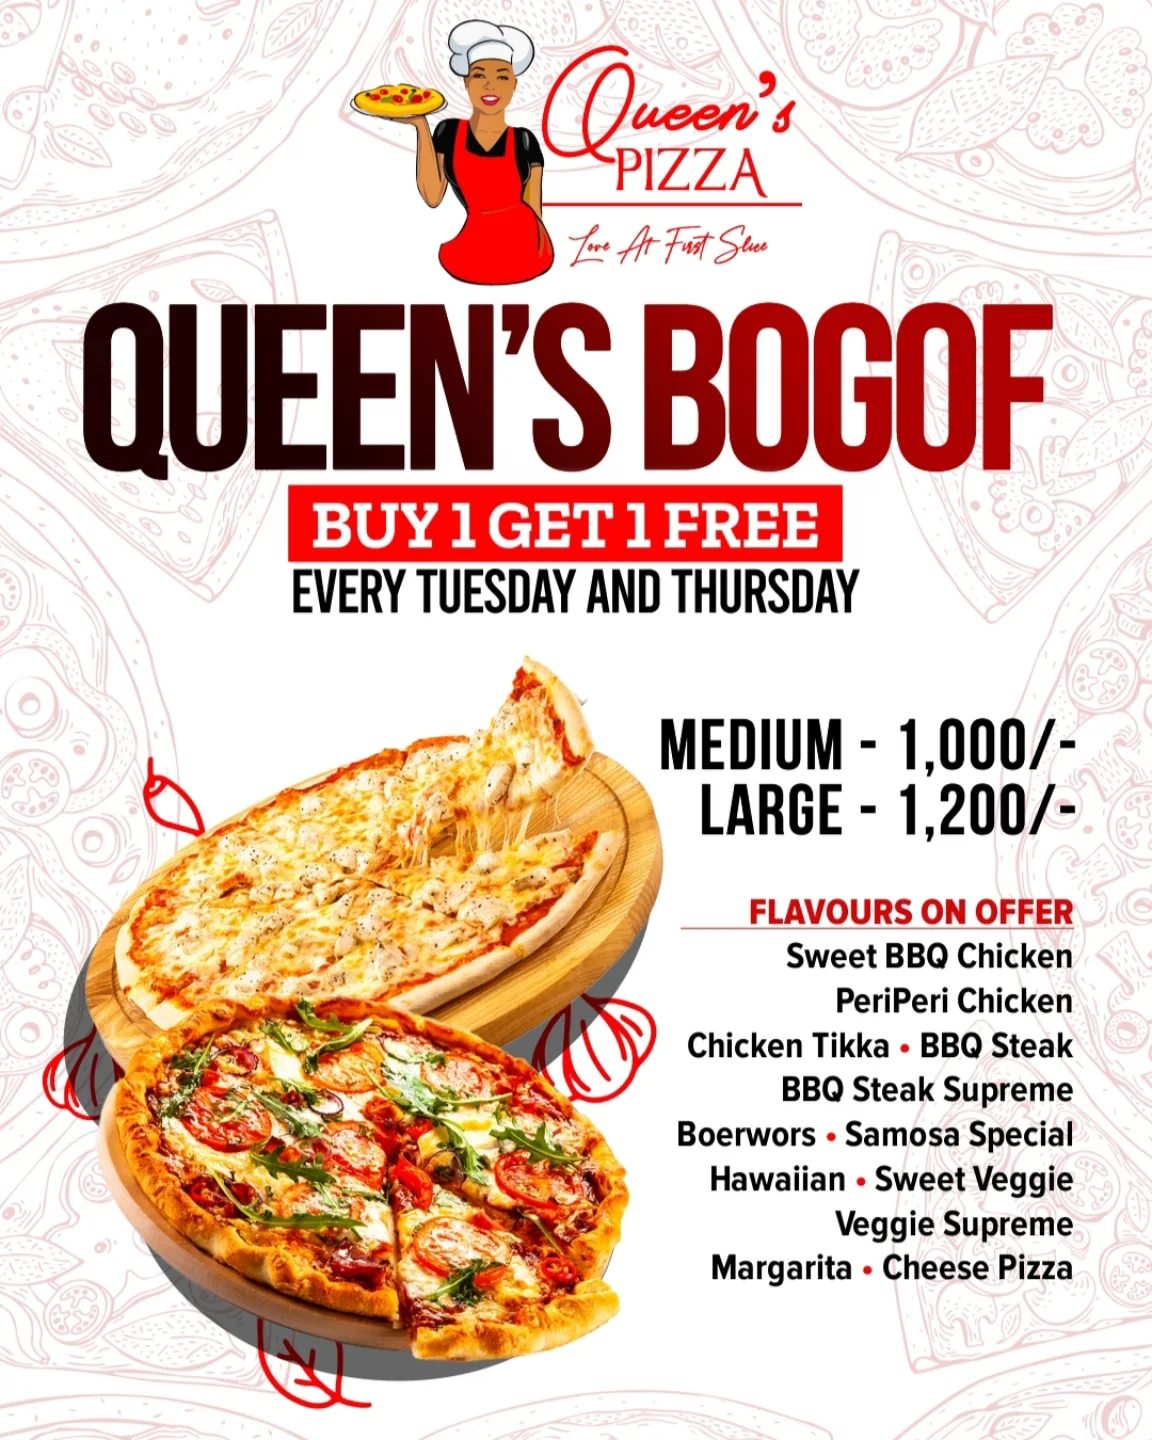 Queen's
PIZZA
Love At First Slice
QUEEN'S BOGOF
BUY 1 GET 1 FREE
EVERY TUESDAY AND THURSDAY
MEDIUM - 1,000/-
LARGE - 1,200/-
FLAVOURS ON OFFER
Sweet BBQ Chicken
PeriPeri Chicken
Chicken Tikka • BBQ Steak
BBQ Steak Supreme
Boerwors • Samosa Special
Hawaiian • Sweet Veggie
Veggie Supreme
Margarita • Cheese Pizza